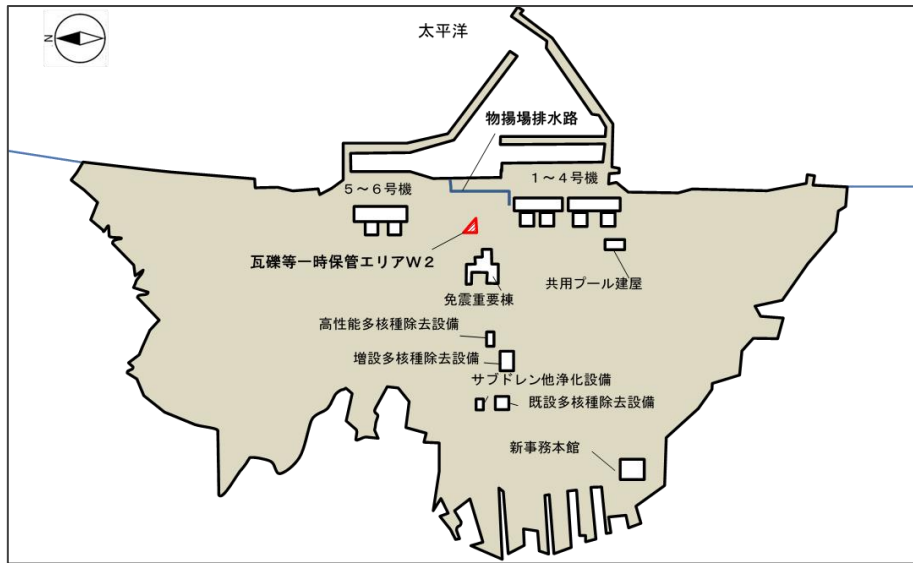 太平洋
N
物揚場排水路
5～6号機
1～4号機
瓦礫等一時保管エリアW2
共用プール建屋
免震重要棟
高性能多核種除去設備
増設多核種除去設備
サブドレン他浄化設備
既設多核種除去設備
新事務本館